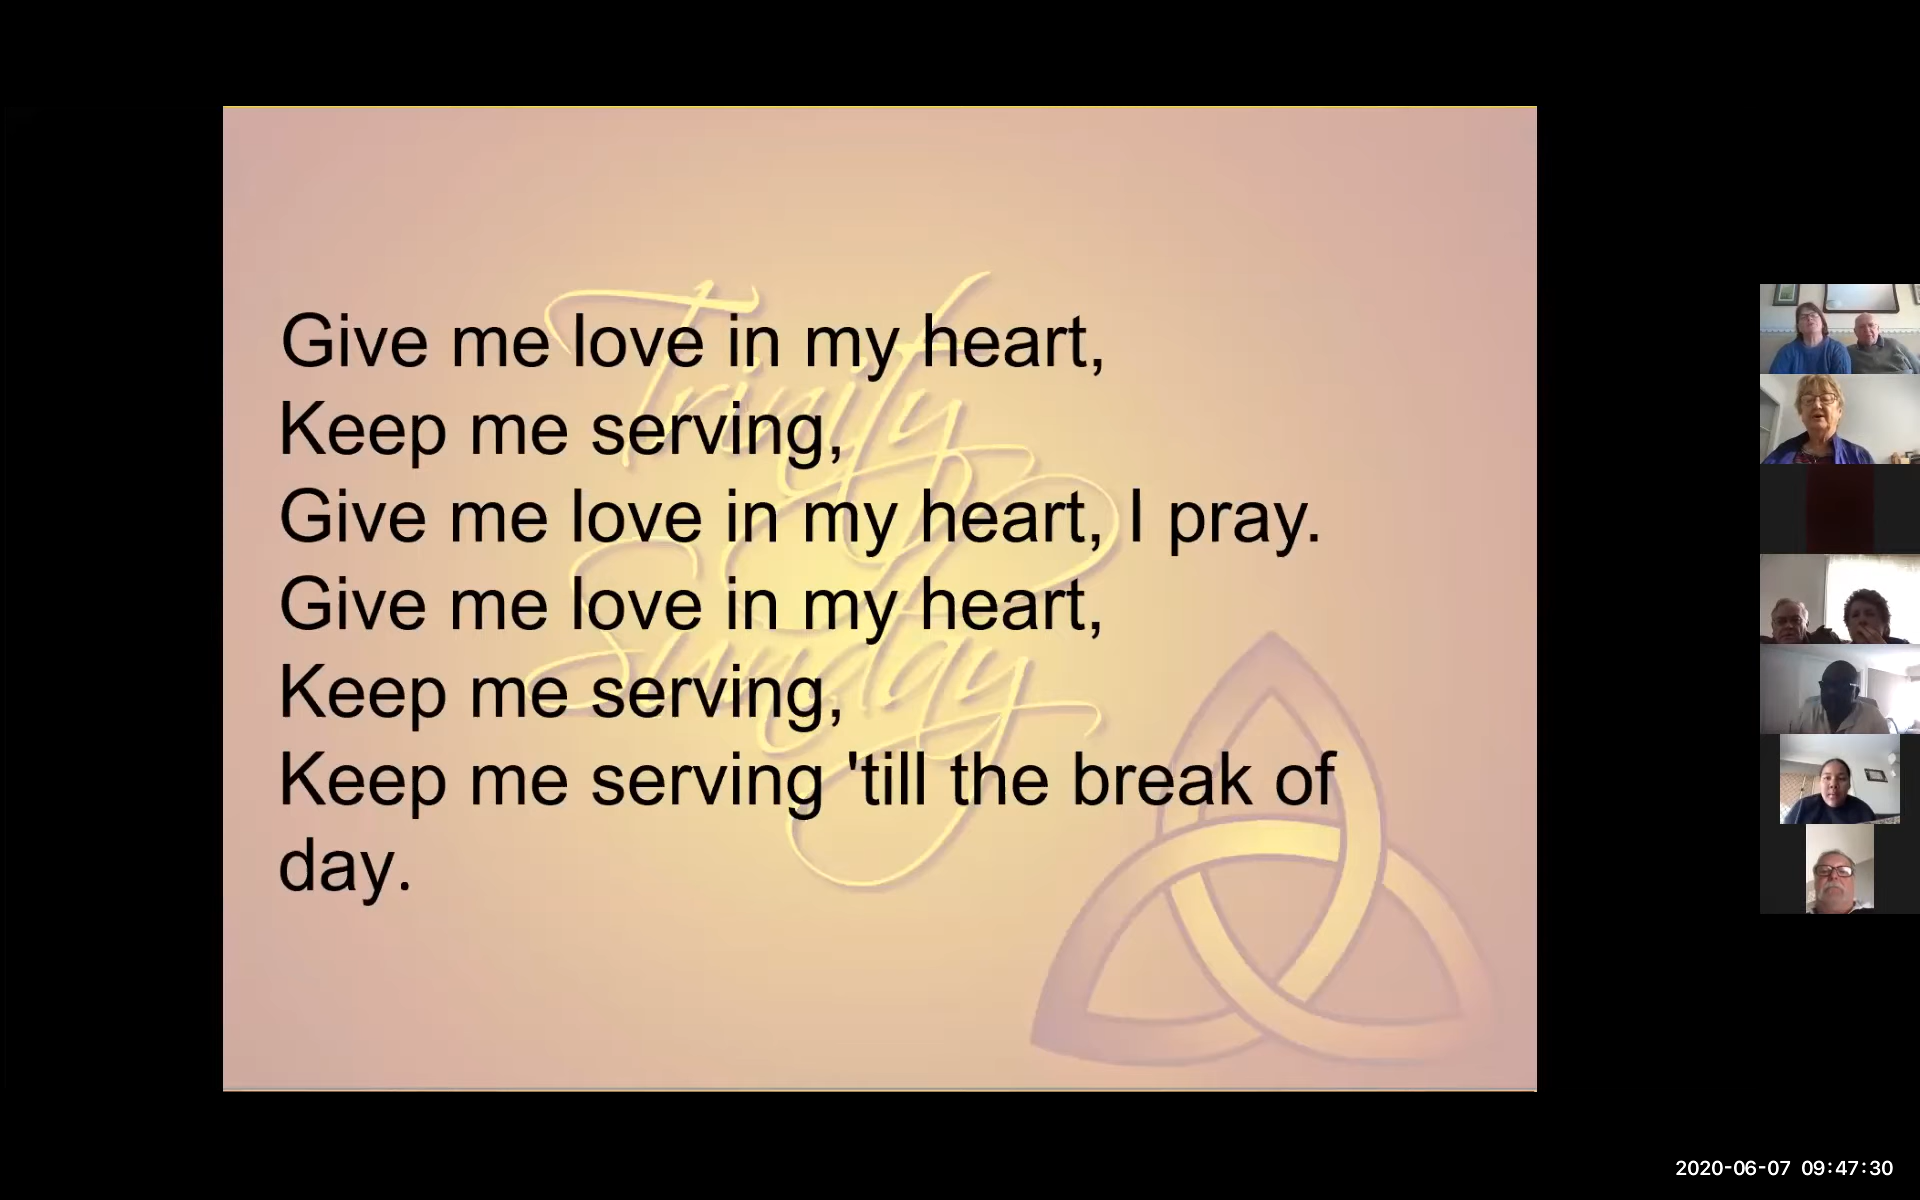 Trinity
Sunday
Give me love in my heart,
Keep me serving,
Give me love in my heart, I pray.
Give me love in my heart,
Keep me serving,
Keep me serving 'till the break of
day.
2020-06-07 09:47:30